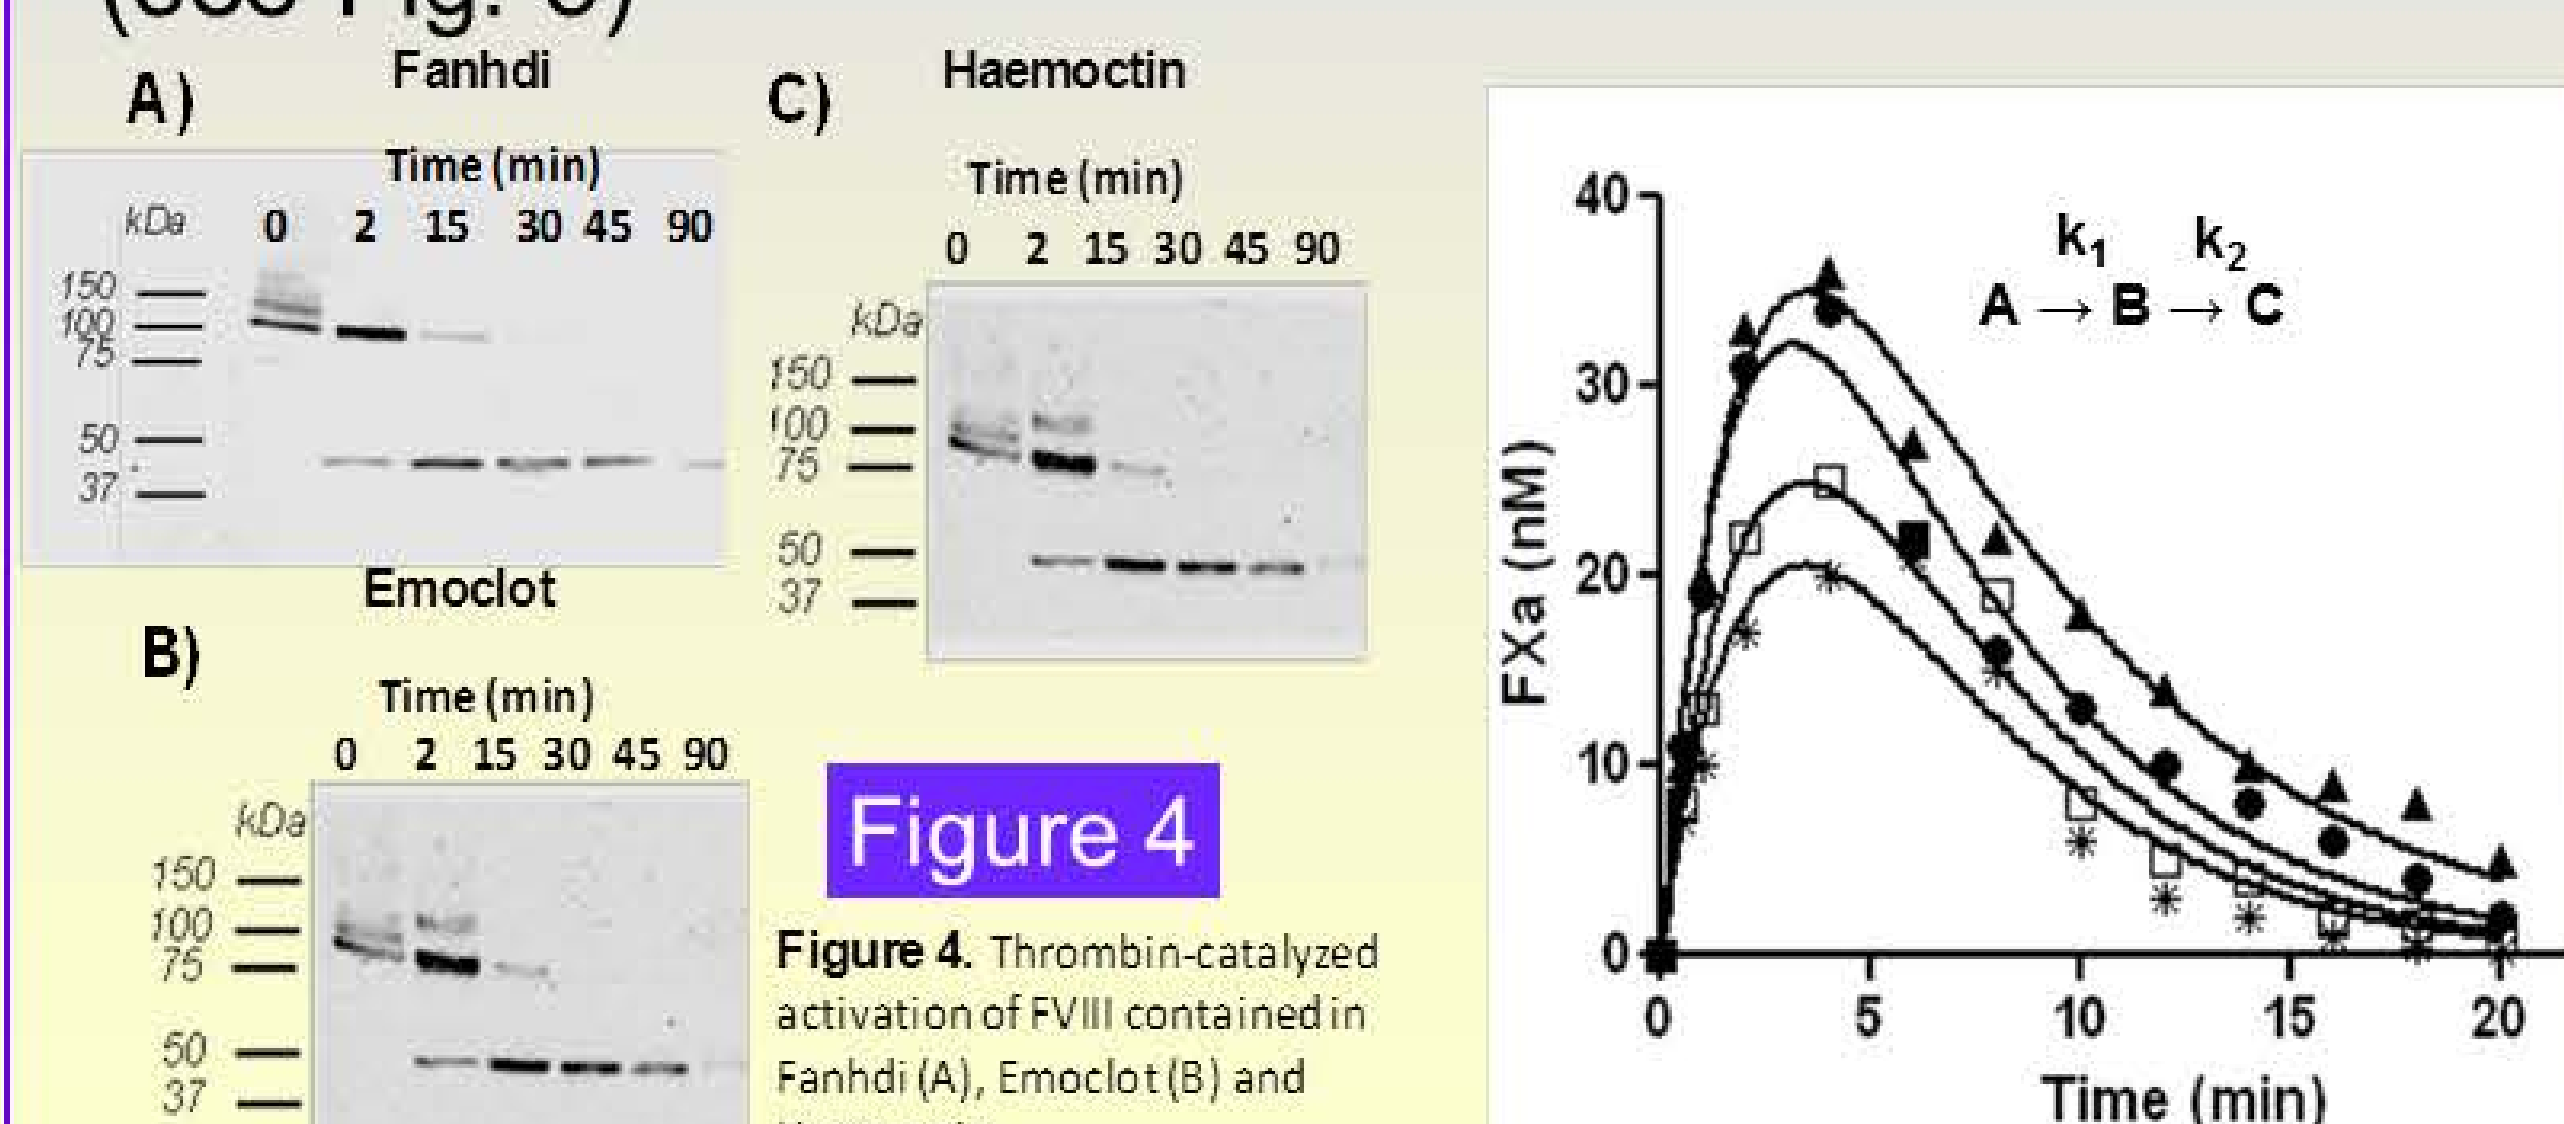 A)
Fanhdi
Time (min)
kDa 0 2 15 30 45 90
150
100
75
50
37
Emoclot
B)
Time (min)
0 2 15 30 45 90
kDa
150
100
75
50
37
C)
Haemoctin
Time (min)
0 2 15 30 45 90
kDa
150
100
75
50
37
Figure 4
Figure 4. Thrombin-catalyzed
activation of FVIII contained in
Fanhdi (A), Emoclot (B) and
40
30
20
10
0
FXa (nM)
k₁ k₂
A → B → C
0 5 10 15 20
Time (min)